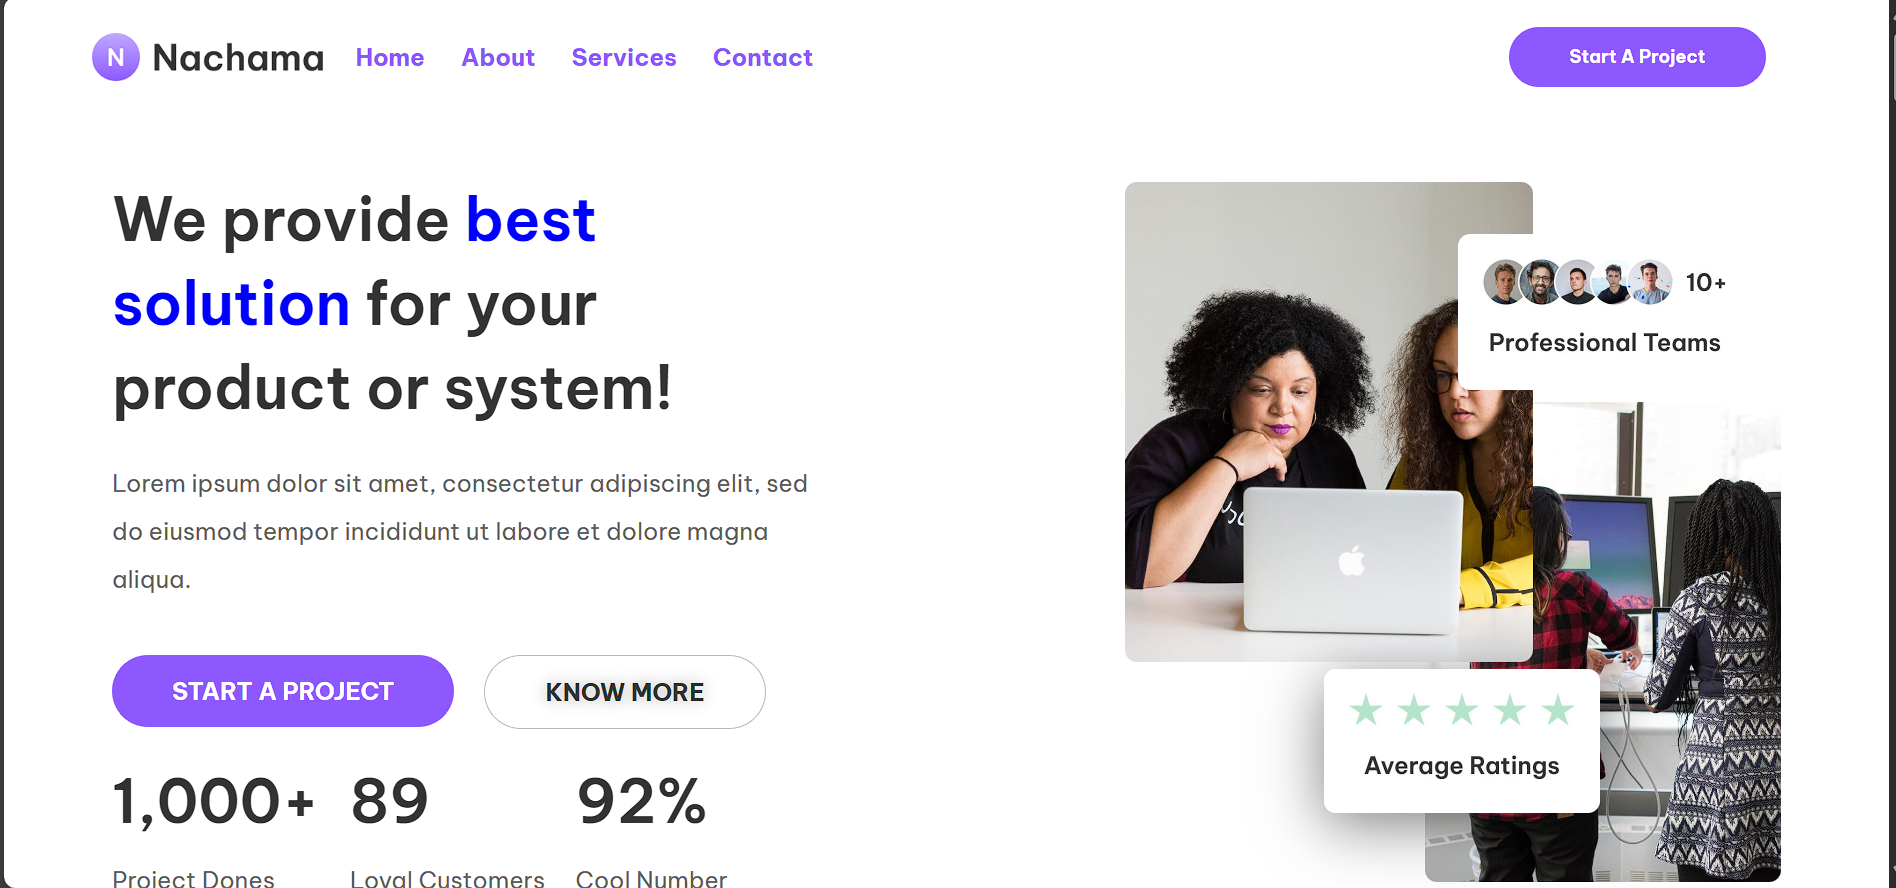 N Nachama Home About Services Contact Start A Project
We provide best
solution for your
product or system!
Lorem ipsum dolor sit amet, consectetur adipiscing elit, sed
do eiusmod tempor incididunt ut labore et dolore magna
aliqua.
START A PROJECT KNOW MORE
1,000+ 89 92%
Project Dones Loyal Customers Cool Number
10+
Professional Teams
Average Ratings